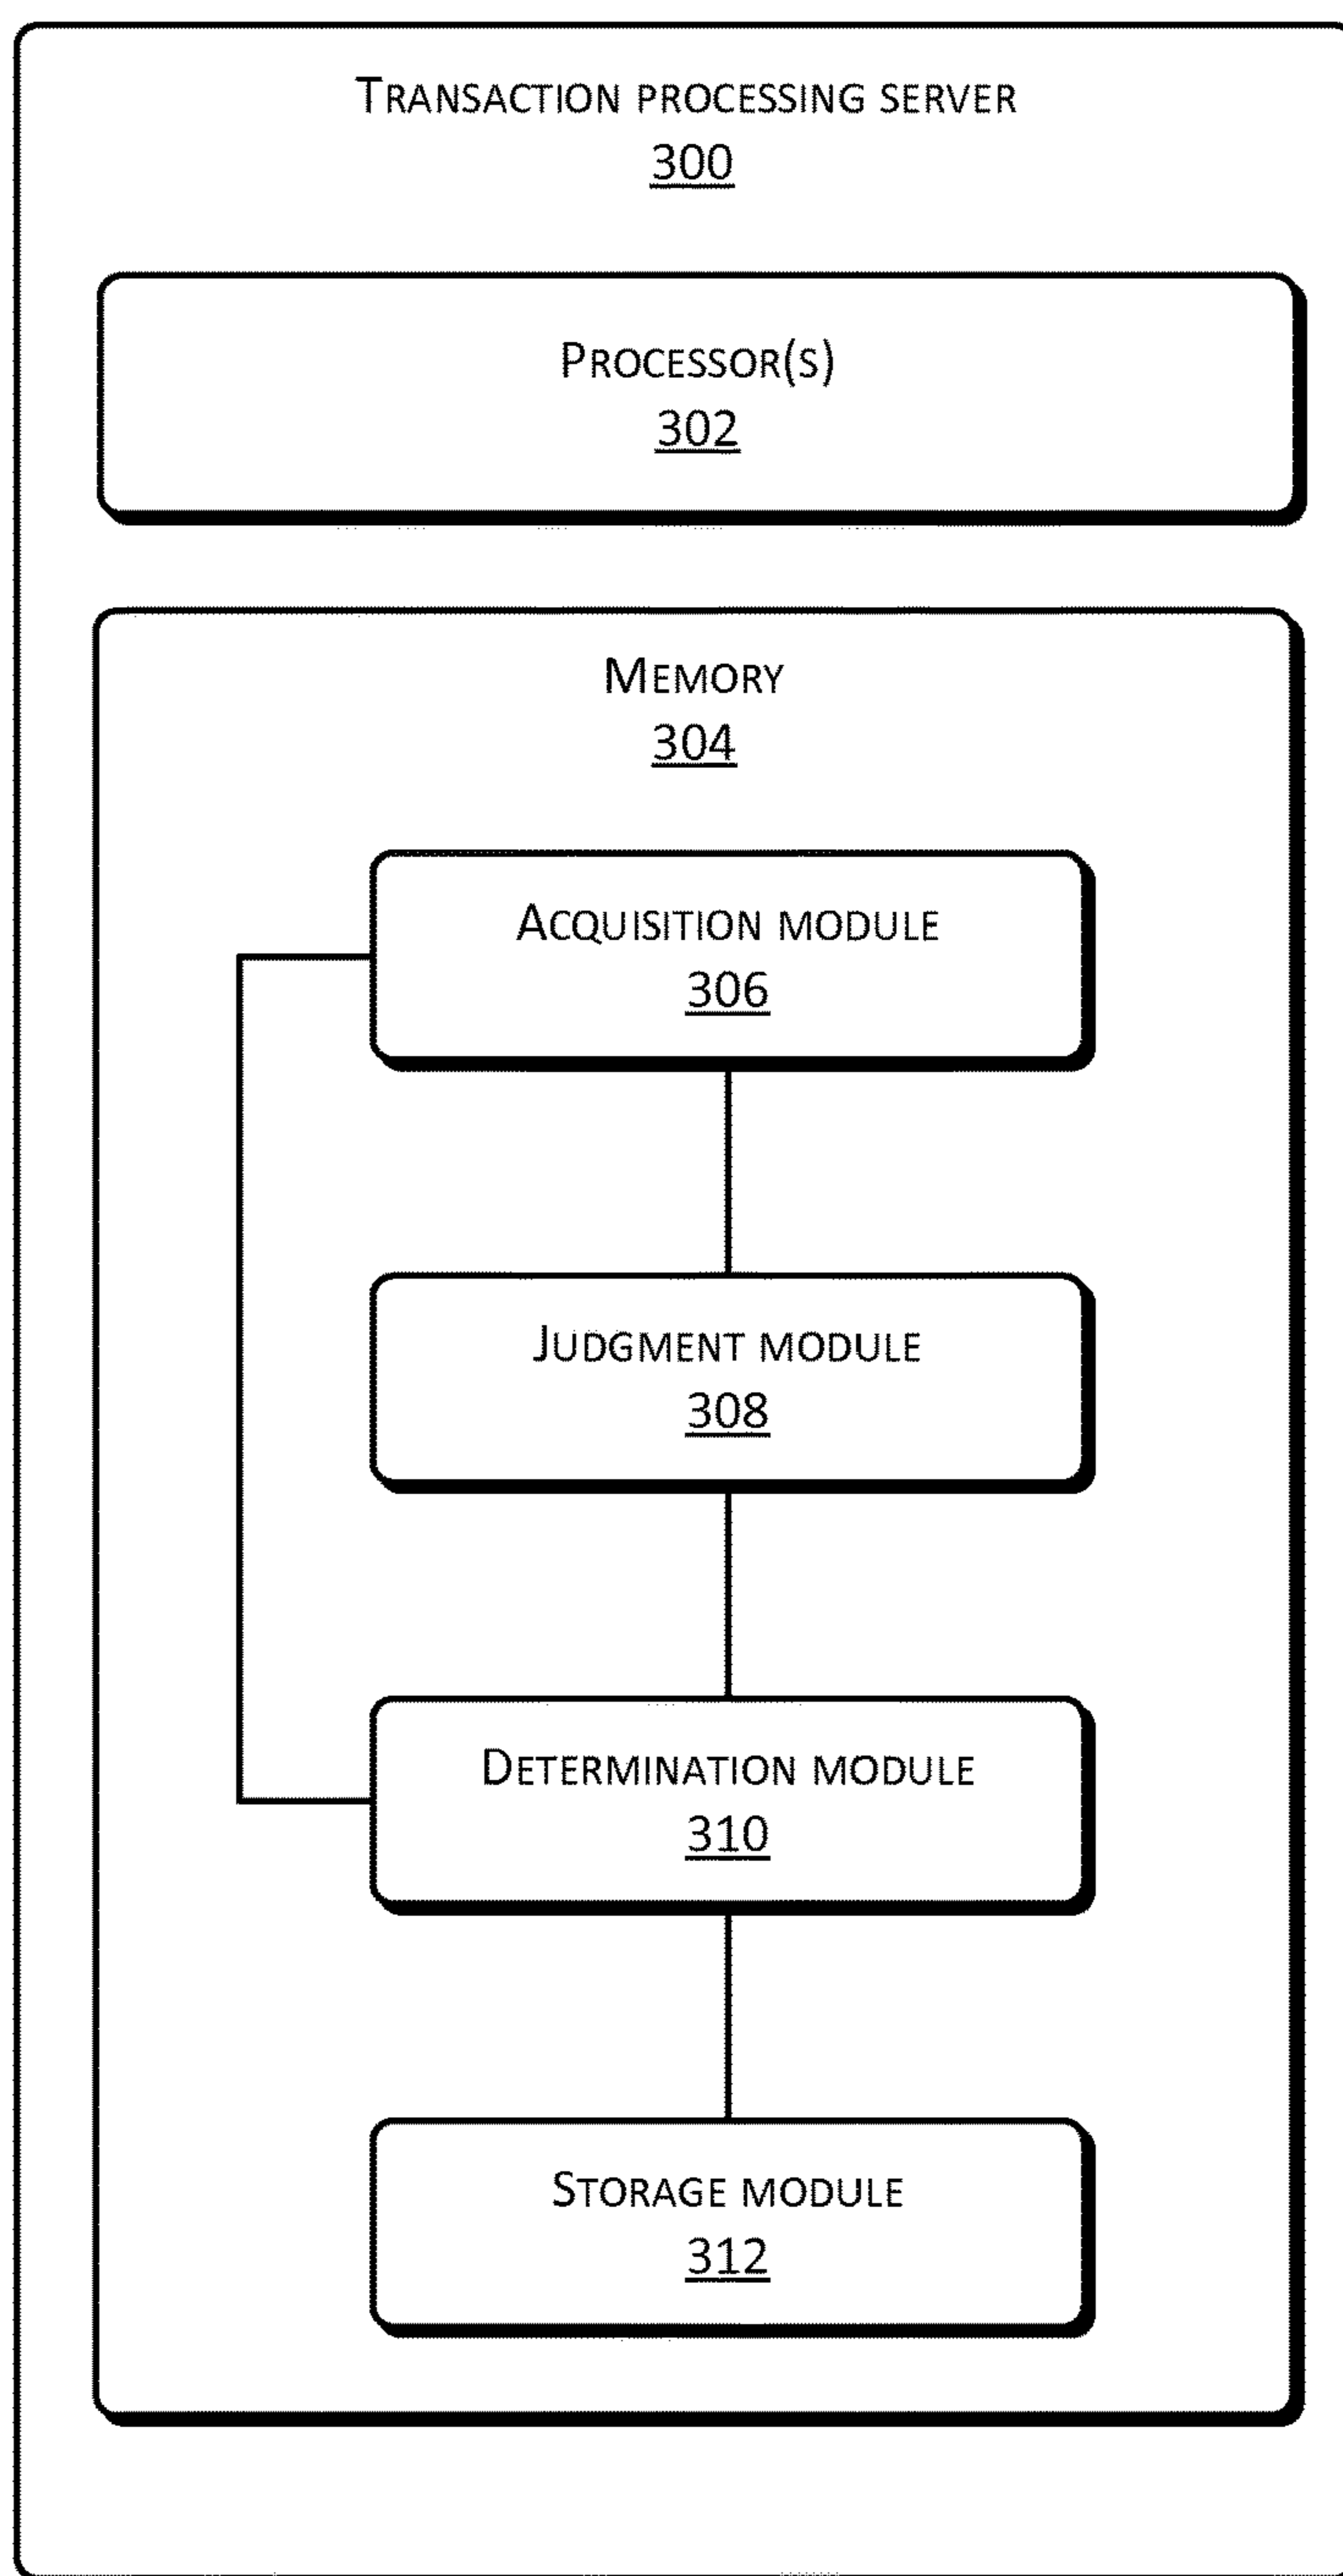 TRANSACTION PROCESSING SERVER
300
PROCESSOR(S)
302
MEMORY
304
ACQUISITION MODULE
306
JUDGMENT MODULE
308
DETERMINATION MODULE
310
STORAGE MODULE
312